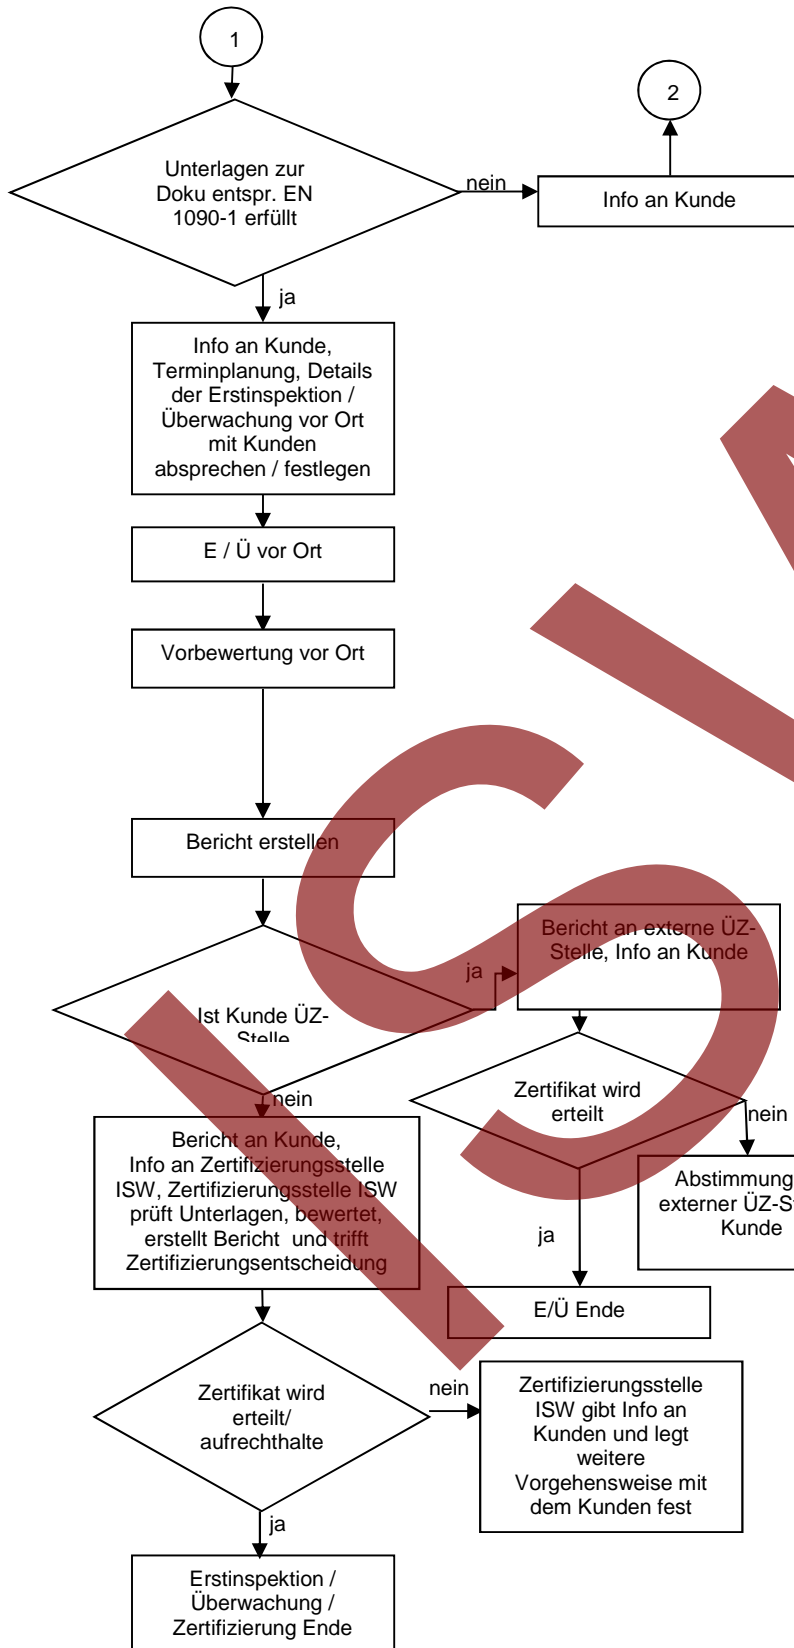 1
2
Unterlagen zur
Doku entspr. EN
1090-1 erfüllt
nein
Info an Kunde
ja
Info an Kunde,
Terminplanung, Details
der Erstinspektion /
Überwachung vor Ort
mit Kunden
absprechen / festlegen
E / Ü vor Ort
Vorbewertung vor Ort
Bericht erstellen
Bericht an externe ÜZ-
Stelle, Info an Kunde
ja
Ist Kunde ÜZ-
Stelle
nein
Zertifikat wird
erteilt
nein
Bericht an Kunde,
Info an Zertifizierungsstelle
ISW, Zertifizierungsstelle ISW
prüft Unterlagen, bewertet,
erstellt Bericht und trifft
Zertifizierungsentscheidung
Abstimmung
externer ÜZ-St
Kunde
ja
E/Ü Ende
Zertifikat wird
erteilt/
aufrechthalte
nein
Zertifizierungsstelle
ISW gibt Info an
Kunden und legt
weitere
Vorgehensweise mit
dem Kunden fest
ja
Erstinspektion /
Überwachung /
Zertifizierung Ende